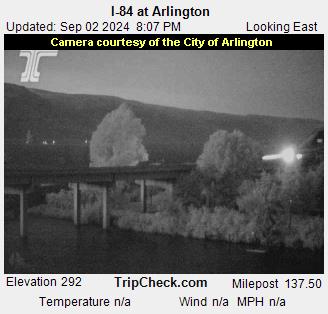 I-84 at Arlington
Updated: Sep 02 2024 8:07 PM Looking East
Camera courtesy of the City of Arlington
Elevation 292 TripCheck.com Milepost 137.50
Temperature n/a Wind n/a MPH n/a